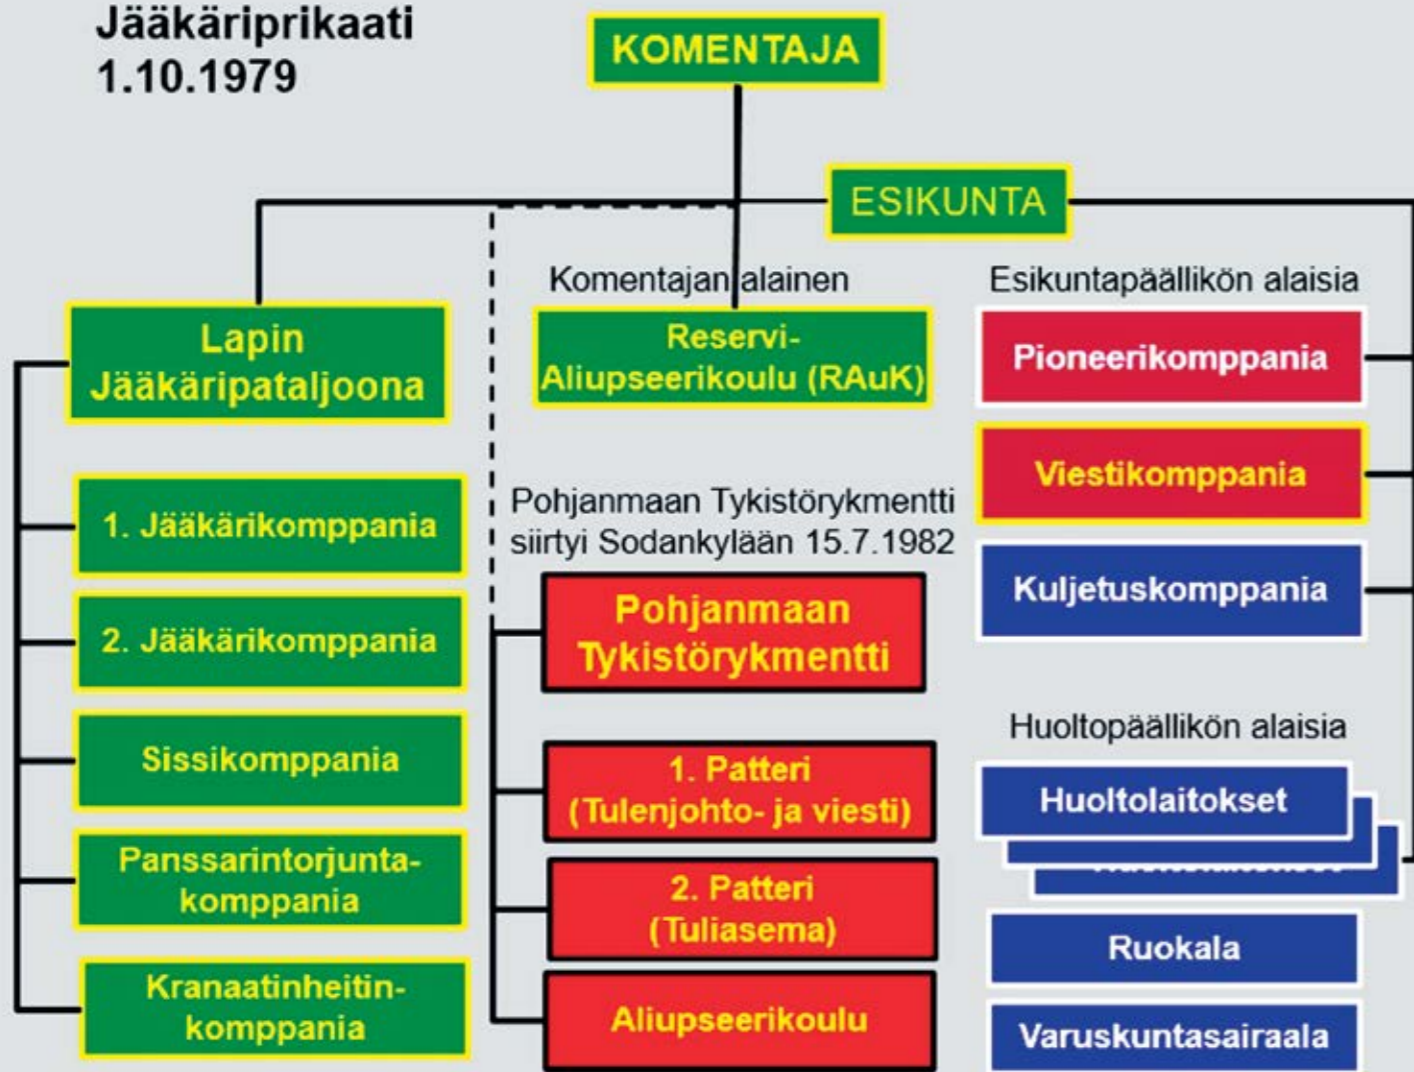 Jääkäriprikaati
1.10.1979
KOMENTAJA
ESIKUNTA
Lapin
Jääkäripataljoona
1. Jääkärikomppania
2. Jääkärikomppania
Sissikomppania
Panssarintorjunta-
komppania
Kranaatinheitin-
komppania
Komentajan alainen
Reservi-
Aliupseerikoulu (RAuK)
Pohjanmaan Tykistörykmentti
siirtyi Sodankylään 15.7.1982
Pohjanmaan
Tykistörykmentti
1. Patteri
(Tulenjohto- ja viesti)
2. Patteri
(Tuliasema)
Aliupseerikoulu
Esikuntapäällikön alaisia
Pioneerikomppania
Viestikomppania
Kuljetuskomppania
Huoltopäällikön alaisia
Huoltolaitokset
Ruokala
Varuskuntasairaala